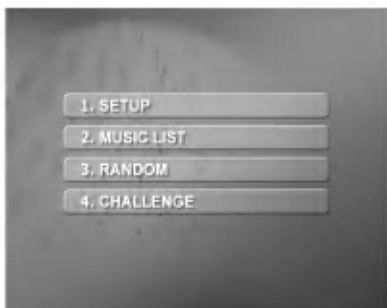 1. SETUP
2. MUSIC LIST
3. RANDOM
4. CHALLENGE